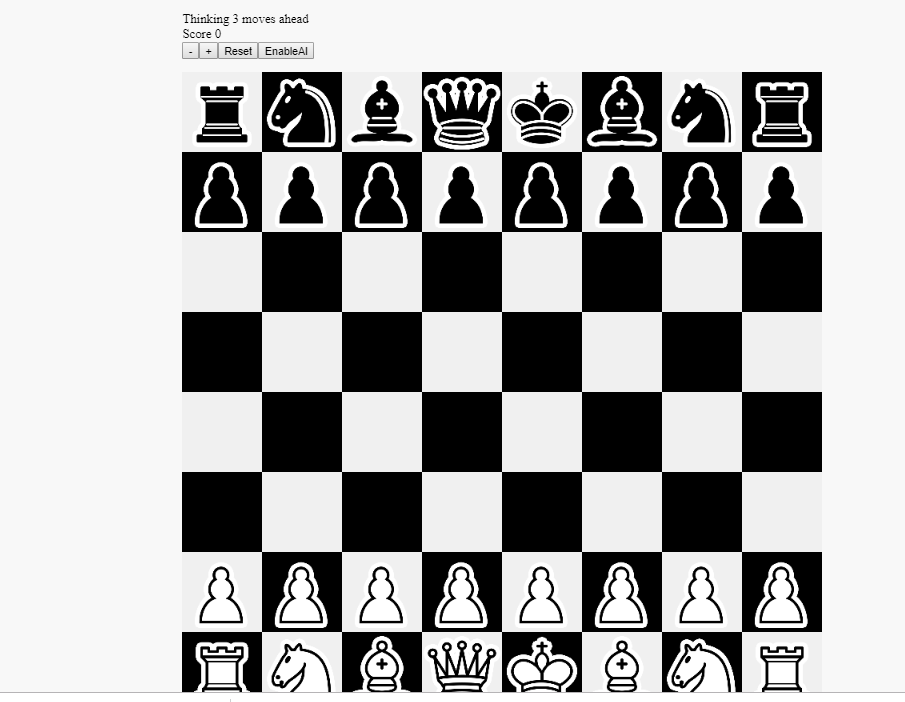 Thinking 3 moves ahead
Score 0
- + Reset EnableAI